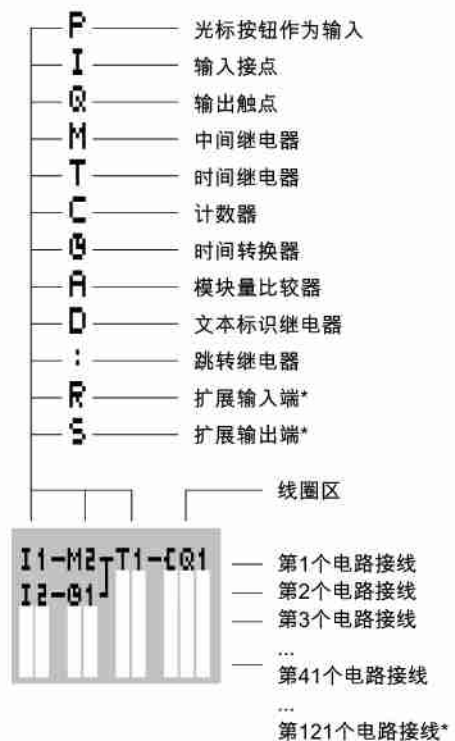 P 光标按钮作为输入
I 输入接点
Q 输出触点
M 中间继电器
T 时间继电器
C 计数器
时间转换器
A 模块量比较器
D 文本标识继电器
: 跳转继电器
R 扩展输入端*
S 扩展输出端*
线圈区
I1-M2-T1-[Q1 第1个电路接线
I2-1 第2个电路接线
第3个电路接线
...
第41个电路接线
...
第121个电路接线*